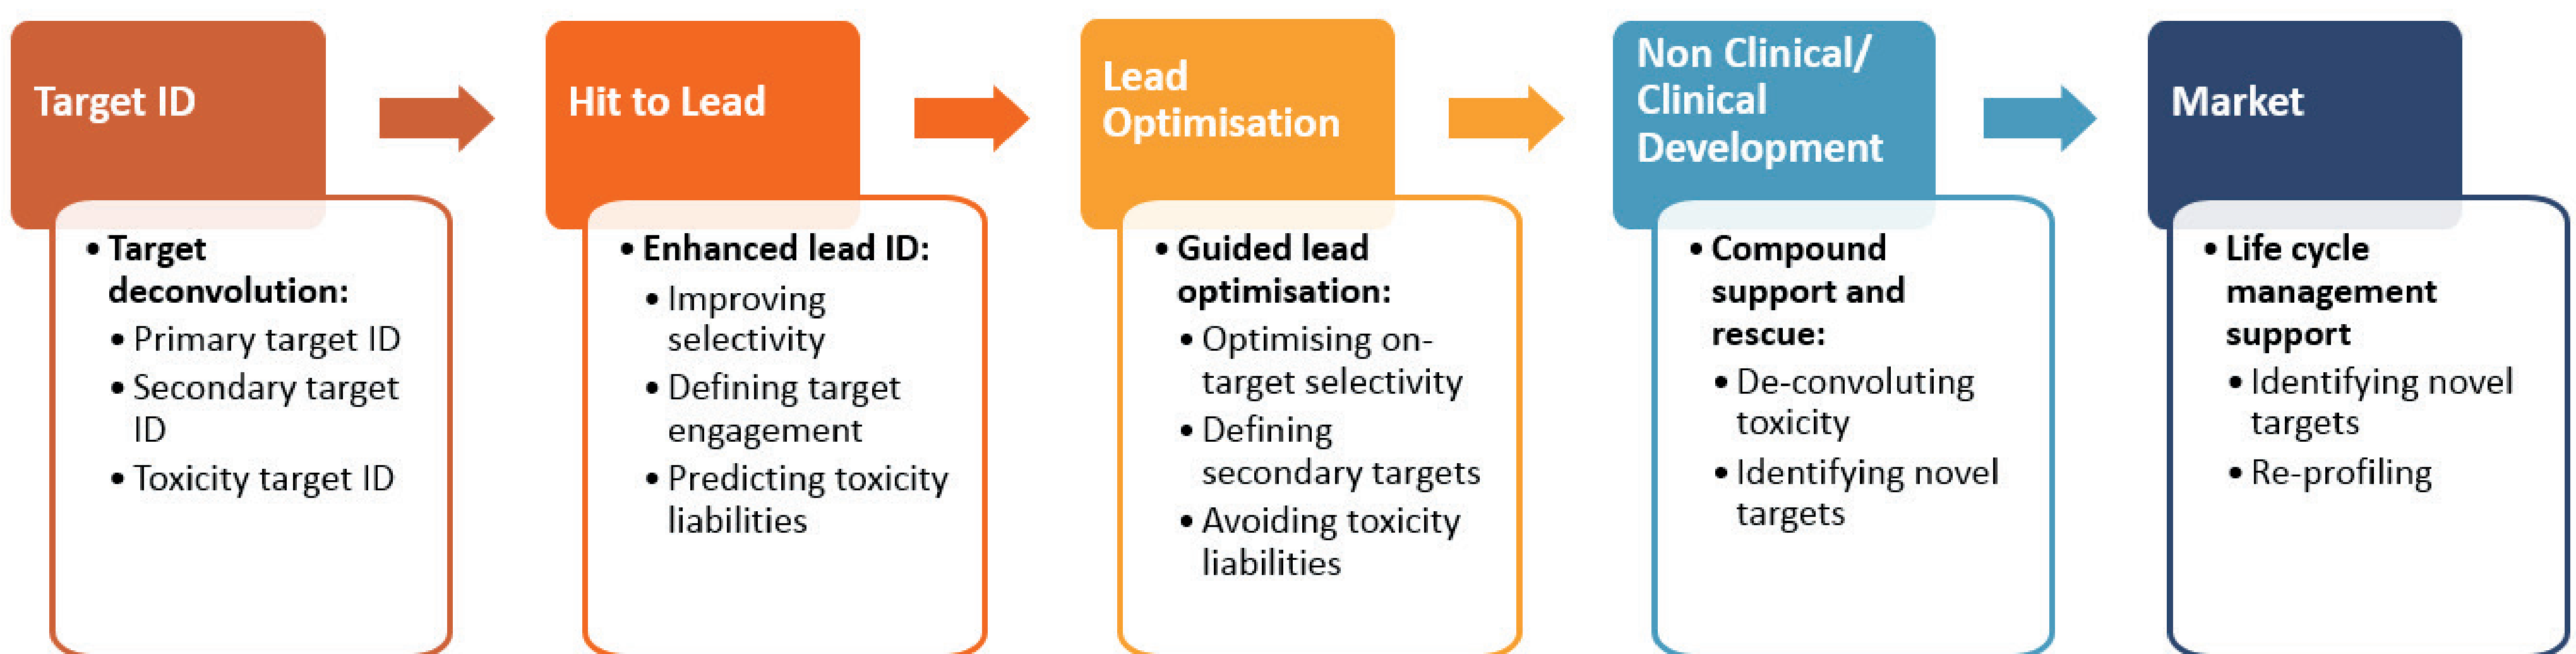 Target ID
• Target
deconvolution:
• Primary target ID
• Secondary target
ID
• Toxicity target ID
Hit to Lead
• Enhanced lead ID:
• Improving
selectivity
• Defining target
engagement
• Predicting toxicity
liabilities
Lead
Optimisation
• Guided lead
optimisation:
• Optimising on-
target selectivity
• Defining
secondary targets
• Avoiding toxicity
liabilities
Non Clinical/
Clinical
Development
• Compound
support and
rescue:
• De-convoluting
toxicity
• Identifying novel
targets
Market
• Life cycle
management
support
• Identifying novel
targets
• Re-profiling